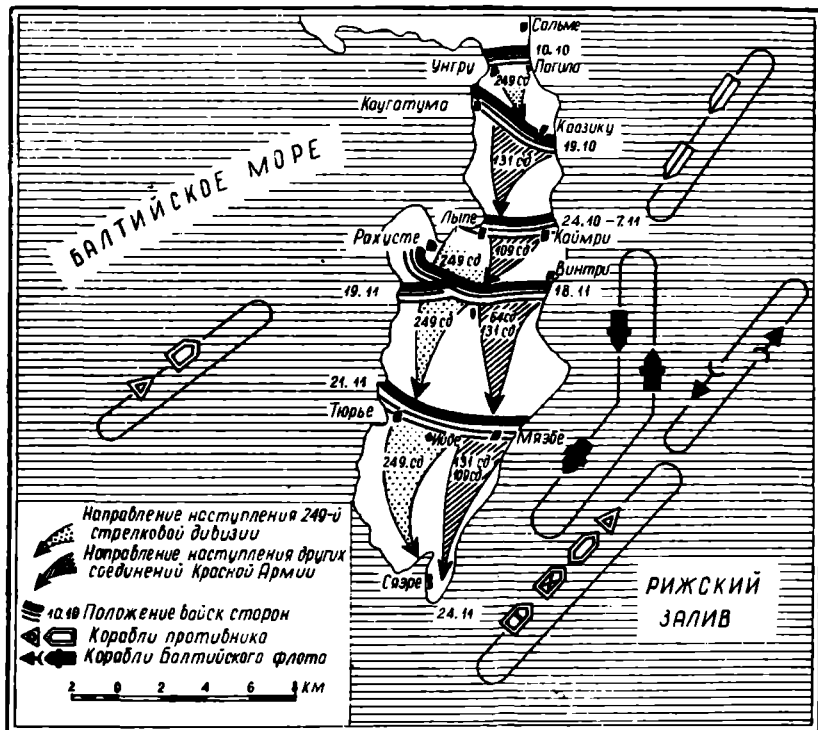 Сальме
10.10
Унгру
Логила
249 сд
Каугатума
Каазику
19.10
131 сд
БАЛТИЙСКОЕ МОРЕ
Лыпе
24.10-7.11
Рахусте
Каймри
249 сд
109 сд
Винтри
19.11
18.11
249 сд
64 сд
131 сд
21.11
Тюрье
Мязбе
249 сд
131 сд
109 сд
Направление наступления 249-й
стрелковой дивизии
Направление наступления других
соединений Красной Армии
Сяэре
24.11
РИЖСКИЙ
ЗАЛИВ
10.10 Положение войск сторон
Корабли противника
Корабли Балтийского флота
2 0 2 4 6 8 КМ